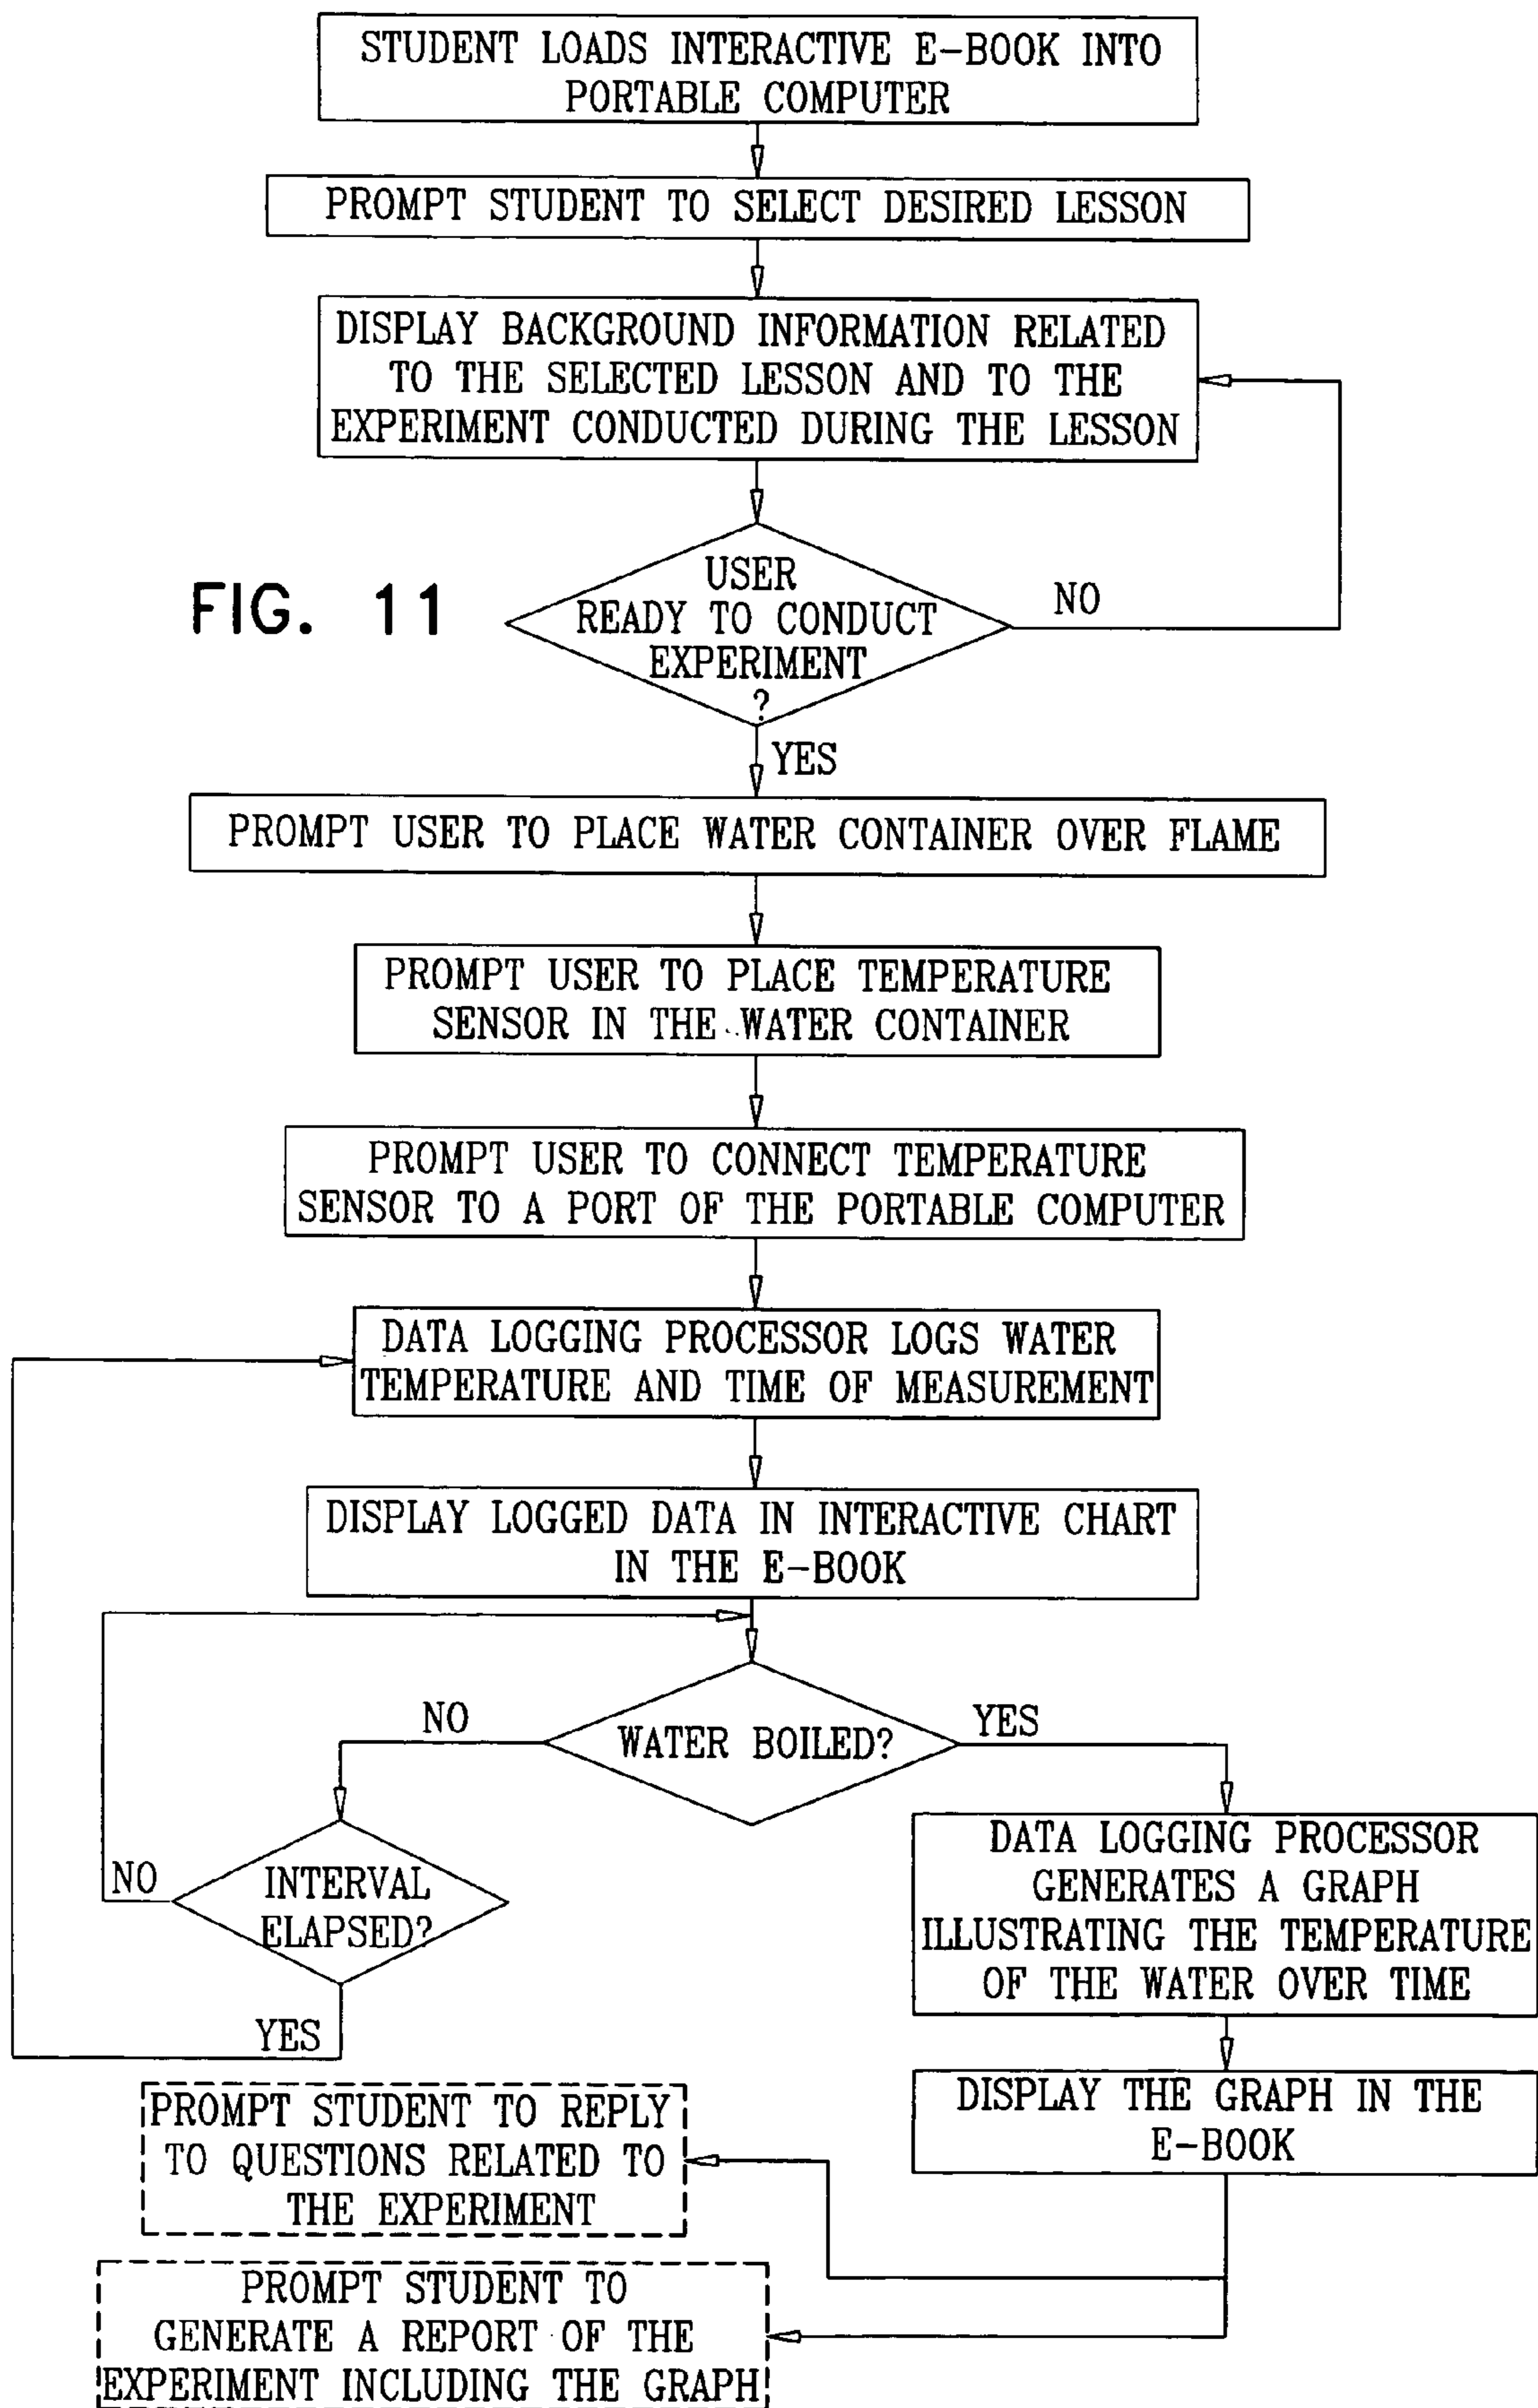 STUDENT LOADS INTERACTIVE E-BOOK INTO
PORTABLE COMPUTER
PROMPT STUDENT TO SELECT DESIRED LESSON
DISPLAY BACKGROUND INFORMATION RELATED
TO THE SELECTED LESSON AND TO THE
EXPERIMENT CONDUCTED DURING THE LESSON
FIG. 11
USER
READY TO CONDUCT
EXPERIMENT
?
NO
YES
PROMPT USER TO PLACE WATER CONTAINER OVER FLAME
PROMPT USER TO PLACE TEMPERATURE
SENSOR IN THE WATER CONTAINER
PROMPT USER TO CONNECT TEMPERATURE
SENSOR TO A PORT OF THE PORTABLE COMPUTER
DATA LOGGING PROCESSOR LOGS WATER
TEMPERATURE AND TIME OF MEASUREMENT
DISPLAY LOGGED DATA IN INTERACTIVE CHART
IN THE E-BOOK
WATER BOILED?
NO
YES
INTERVAL
ELAPSED?
NO
YES
DATA LOGGING PROCESSOR
GENERATES A GRAPH
ILLUSTRATING THE TEMPERATURE
OF THE WATER OVER TIME
DISPLAY THE GRAPH IN THE
E-BOOK
PROMPT STUDENT TO REPLY
TO QUESTIONS RELATED TO
THE EXPERIMENT
PROMPT STUDENT TO
GENERATE A REPORT OF THE
EXPERIMENT INCLUDING THE GRAPH